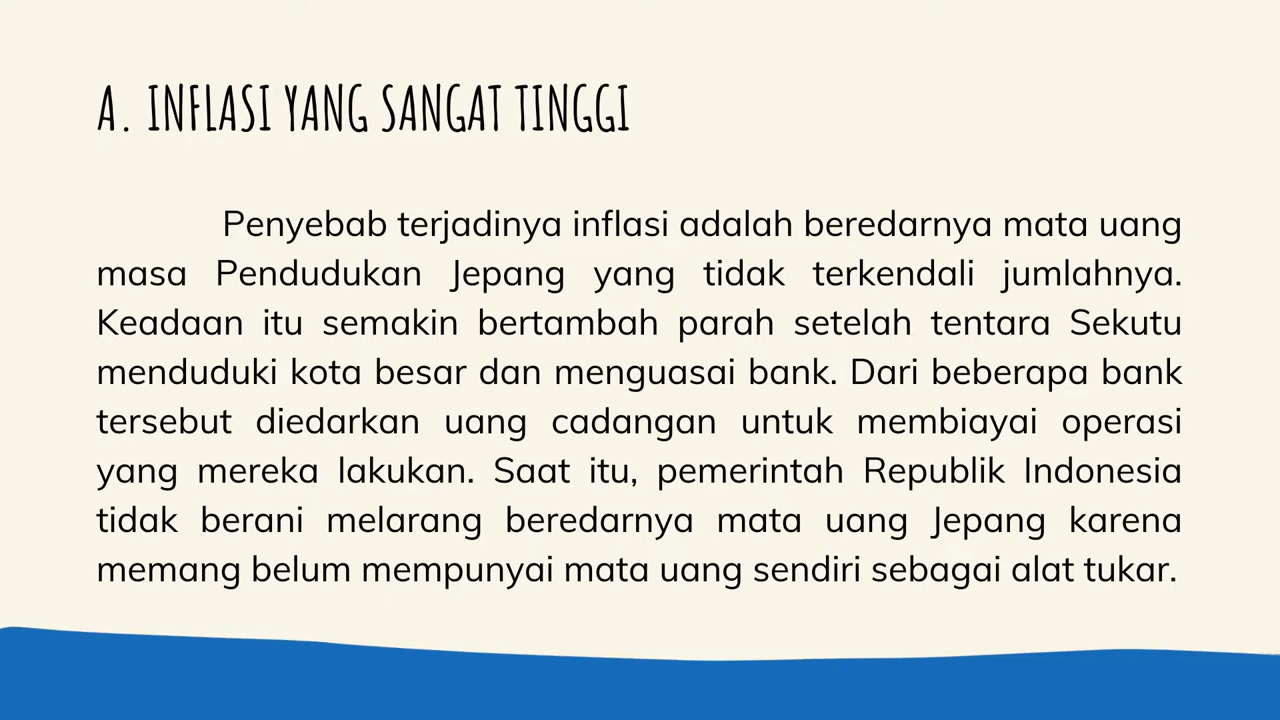 A. INFLASI YANG SANGAT TINGGI
Penyebab terjadinya inflasi adalah beredarnya mata uang
masa Pendudukan Jepang yang tidak terkendali jumlahnya.
Keadaan itu semakin bertambah parah setelah tentara Sekutu
menduduki kota besar dan menguasai bank. Dari beberapa bank
tersebut diedarkan uang cadangan untuk membiayai operasi
yang mereka lakukan. Saat itu, pemerintah Republik Indonesia
tidak berani melarang beredarnya mata uang Jepang karena
memang belum mempunyai mata uang sendiri sebagai alat tukar.